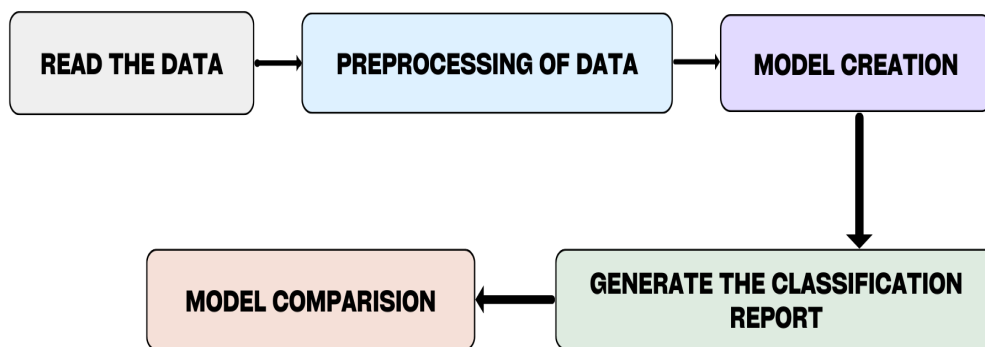 READ THE DATA
PREPROCESSING OF DATA
MODEL CREATION
GENERATE THE CLASSIFICATION
REPORT
MODEL COMPARISION